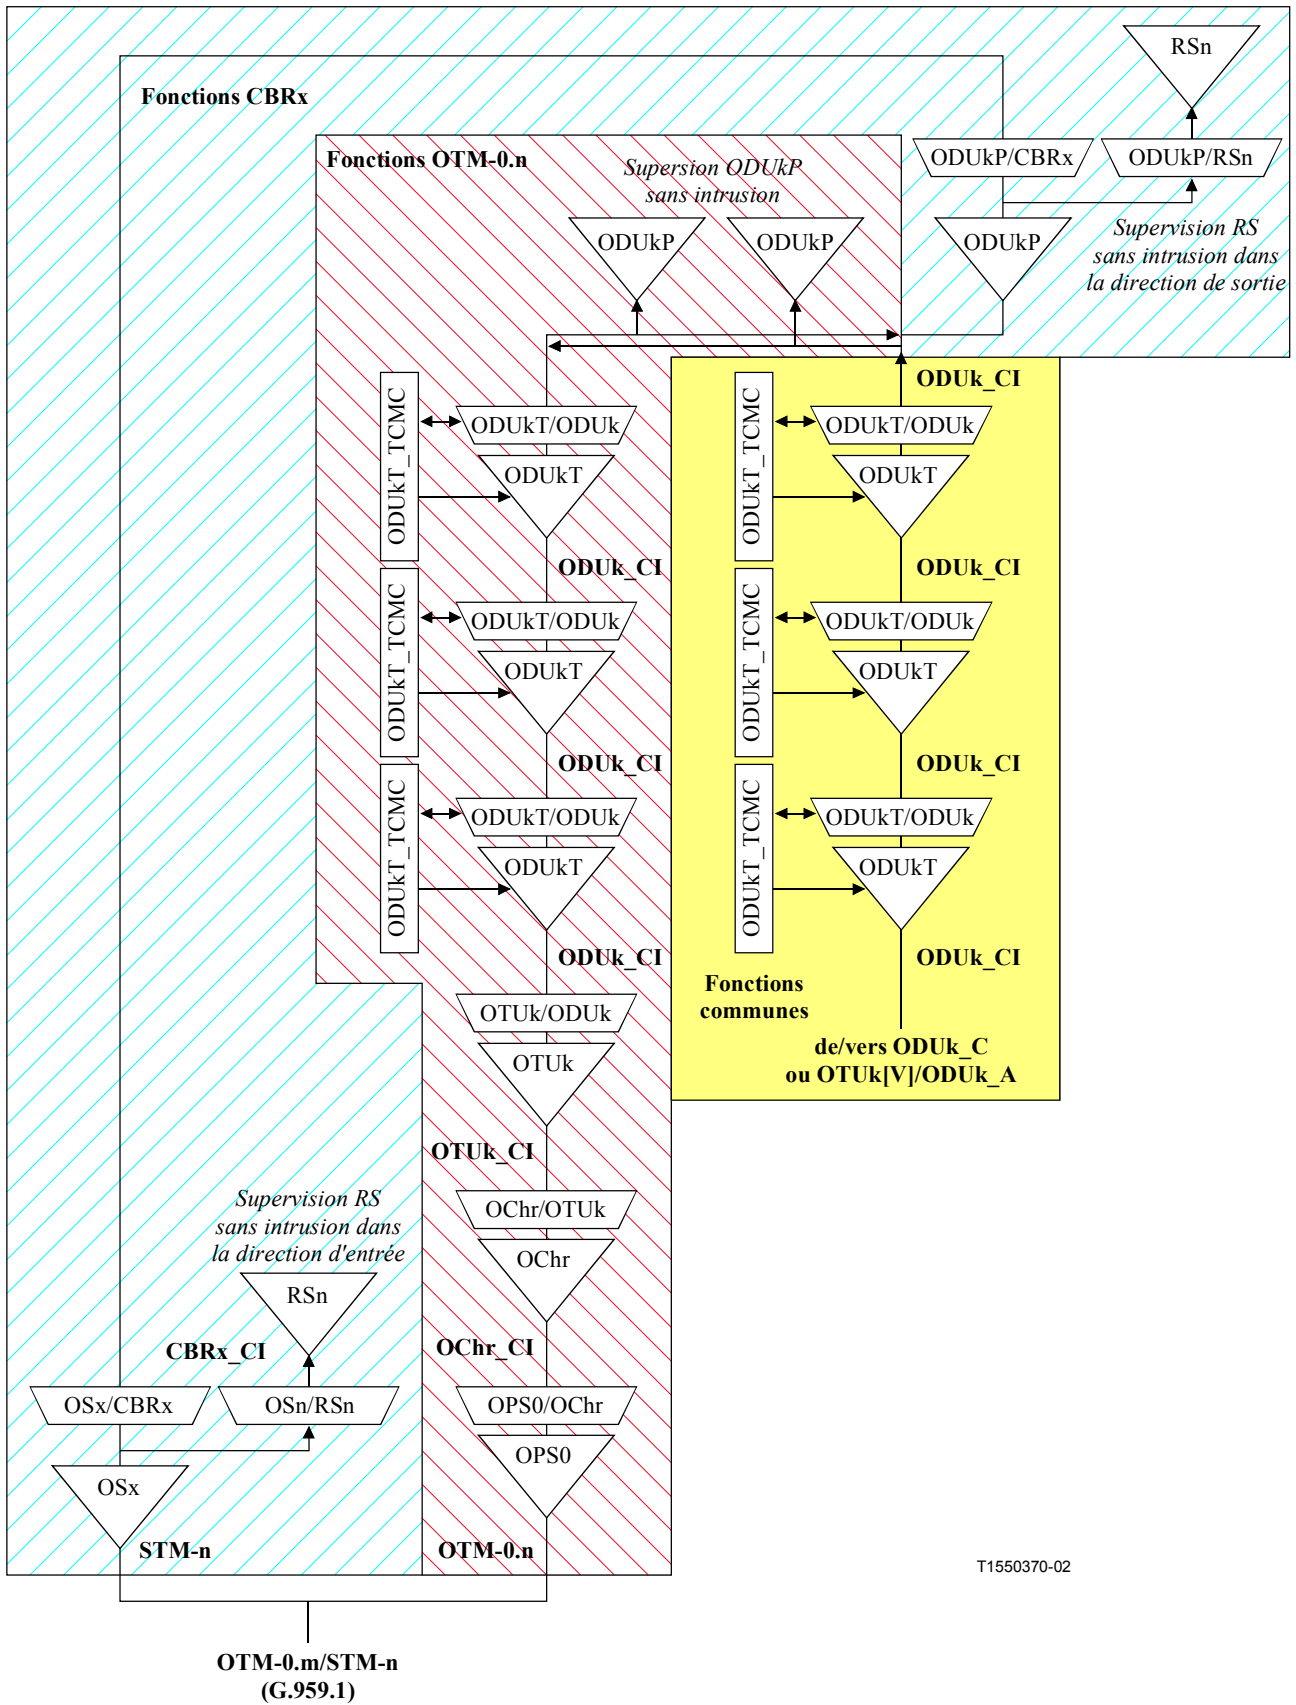 RSn
Fonctions CBRx
ODUkP/CBRx
ODUkP/RSn
Fonctions OTM-0.n
Supersion ODUkP
sans intrusion
ODUkP
ODUkP
ODUkP
Supervision RS
sans intrusion dans
la direction de sortie
ODUk_CI
ODUkT_TCMC
ODUkT/ODUk
ODUkT
ODUkT_TCMC
ODUkT/ODUk
ODUkT
ODUk_CI
ODUk_CI
ODUkT_TCMC
ODUkT/ODUk
ODUkT
ODUkT_TCMC
ODUkT/ODUk
ODUkT
ODUk_CI
ODUk_CI
ODUkT_TCMC
ODUkT/ODUk
ODUkT
ODUkT_TCMC
ODUkT/ODUk
ODUkT
ODUk_CI
ODUk_CI
Fonctions
communes
OTUk/ODUk
OTUk
de/vers ODUk_C
ou OTUk[V]/ODUk_A
OTUk_CI
Supervision RS
sans intrusion dans
la direction d'entrée
OChr/OTUk
OChr
RSn
CBRx_CI
OChr_CI
OSx/CBRx
OSn/RSn
OPS0/OChr
OPS0
OSx
STM-n
OTM-0.n
T1550370-02
OTM-0.m/STM-n
(G.959.1)